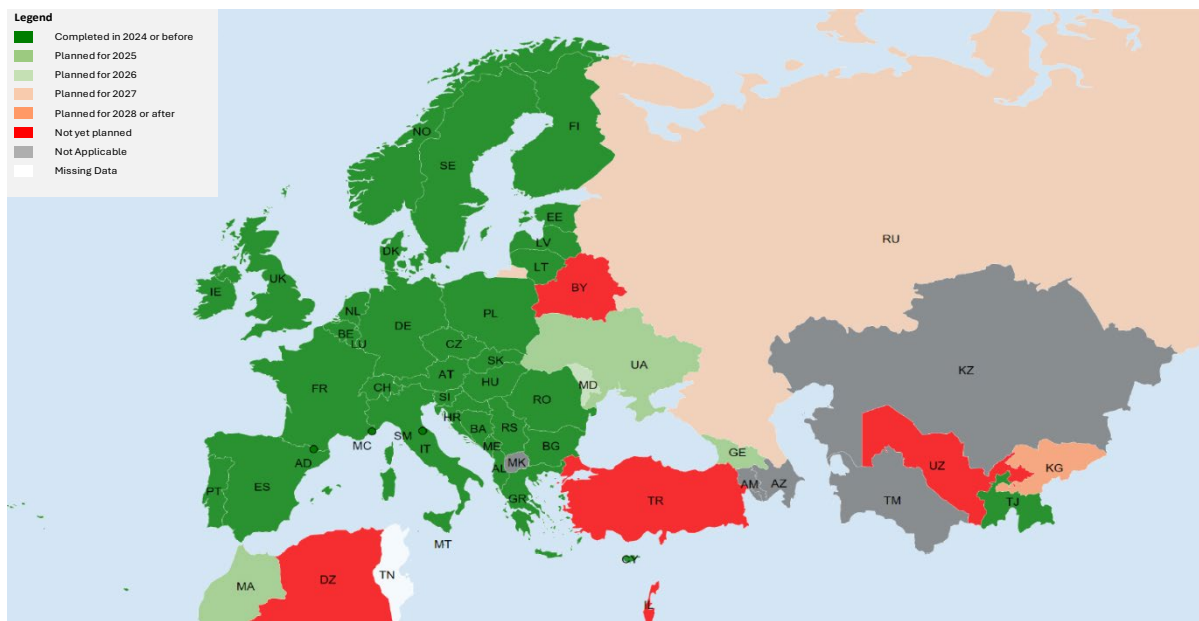 Legend
Completed in 2024 or before
Planned for 2025
Planned for 2026
Planned for 2027
Planned for 2028 or after
Not yet planned
Not Applicable
Missing Data
NO
FI
SE
EE
RU
LV
DK
LT
UK
BY
IE
NL
PL
DE
BE
LU
CZ
SK
UA
KZ
AT
HU
MD
FR
CH
SI
RO
HR
BA
RS
SM
MC
IT
ME
BG
GE
AD
AL
MK
KG
UZ
AM
AZ
PT
ES
GR
TR
TM
TJ
MT
CY
MA
DZ
TN
IL